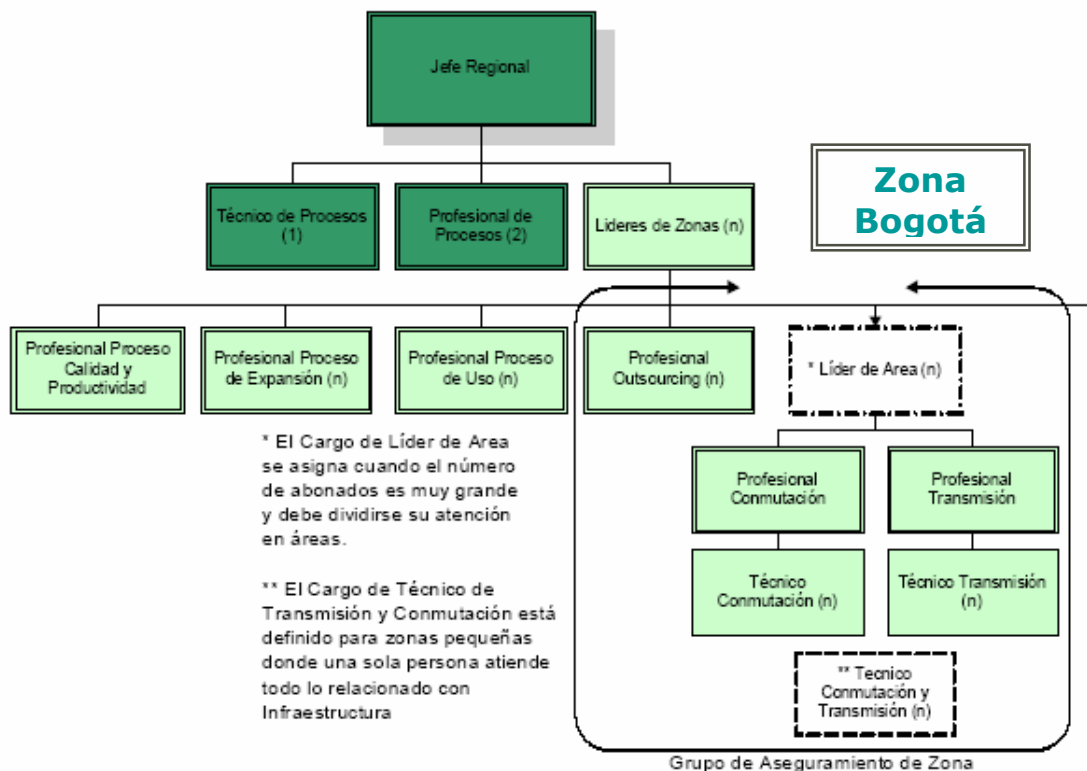 Jefe Regional
Zona
Bogotá
Técnico de Procesos
(1)
Profesional de
Procesos (2)
Lideres de Zonas (n)
Profesional Proceso
Calidad y
Productividad
Profesional Proceso
de Expansión (n)
Profesional Proceso
de Uso (n)
Profesional
Outsourcing (n)
* Líder de Area (n)
* El Cargo de Líder de Area
se asigna cuando el número
de abonados es muy grande
y debe dividirse su atención
en áreas.
Profesional
Conmutación
Profesional
Transmisión
Técnico
Conmutación (n)
Técnico Transmisión
(n)
** El Cargo de Técnico de
Transmisión y Conmutación está
definido para zonas pequeñas
donde una sola persona atiende
todo lo relacionado con
Infraestructura
** Tecnico
Conmutación y
Transmisión (n)
Grupo de Aseguramiento de Zona